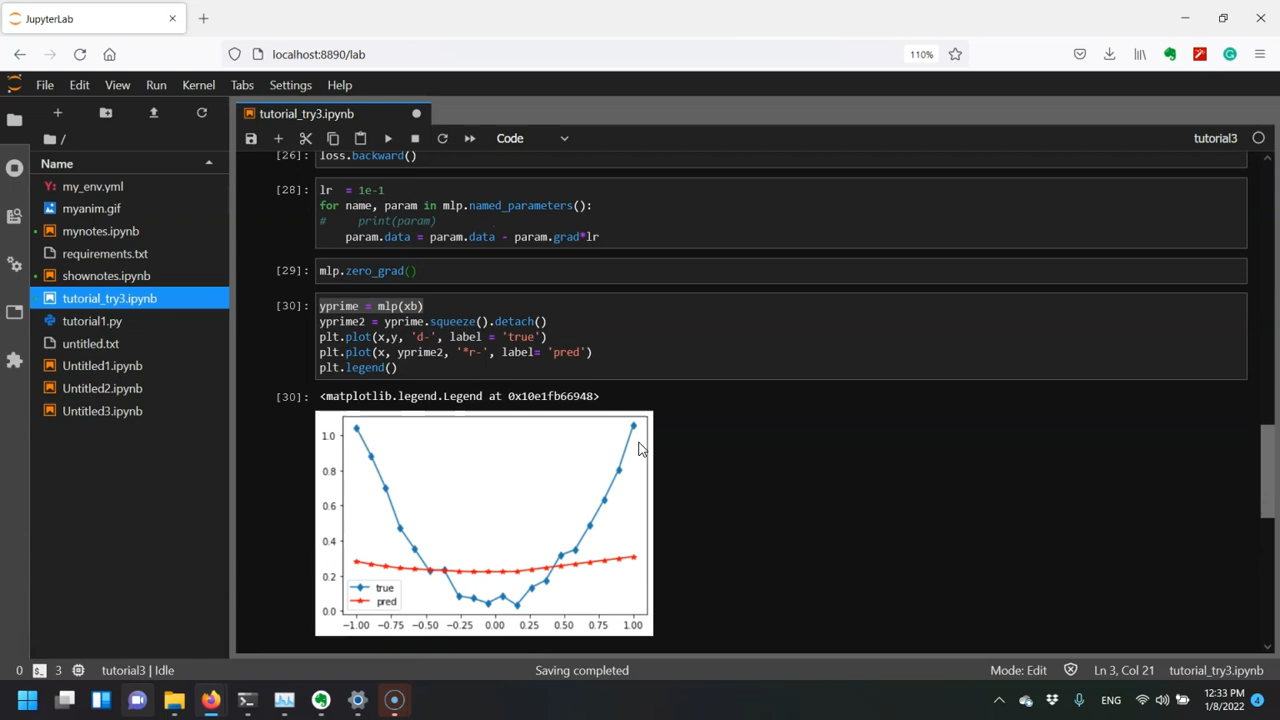 JupyterLab
localhost:8890/lab
110%
File Edit View Run Kernel Tabs Settings Help
tutorial_try3.ipynb
/
Code
tutorial3
Name
my_env.yml
myanim.gif
mynotes.ipynb
requirements.txt
shownotes.ipynb
tutorial_try3.ipynb
tutorial1.py
untitled.txt
Untitled1.ipynb
Untitled2.ipynb
Untitled3.ipynb
[26]: loss.backward()
[28]: lr = 1e-1
for name, param in mlp.named_parameters():
# print(param)
param.data = param.data - param.grad*lr
[29]: mlp.zero_grad()
[30]: yprime = mlp(xb)
yprime2 = yprime.squeeze().detach()
plt.plot(x,y, 'd-', label = 'true')
plt.plot(x, yprime2, '*r-', label= 'pred')
plt.legend()
[30]: <matplotlib.legend.Legend at 0x10e1fb66948>
1.0
0.8
0.6
0.4
0.2
0.0
true
pred
−1.00 −0.75 −0.50 −0.25 0.00 0.25 0.50 0.75 1.00
0 $_ 3 tutorial3 | Idle Saving completed Mode: Edit Ln 3, Col 21 tutorial_try3.ipynb
ENG
12:33 PM
1/8/2022
4